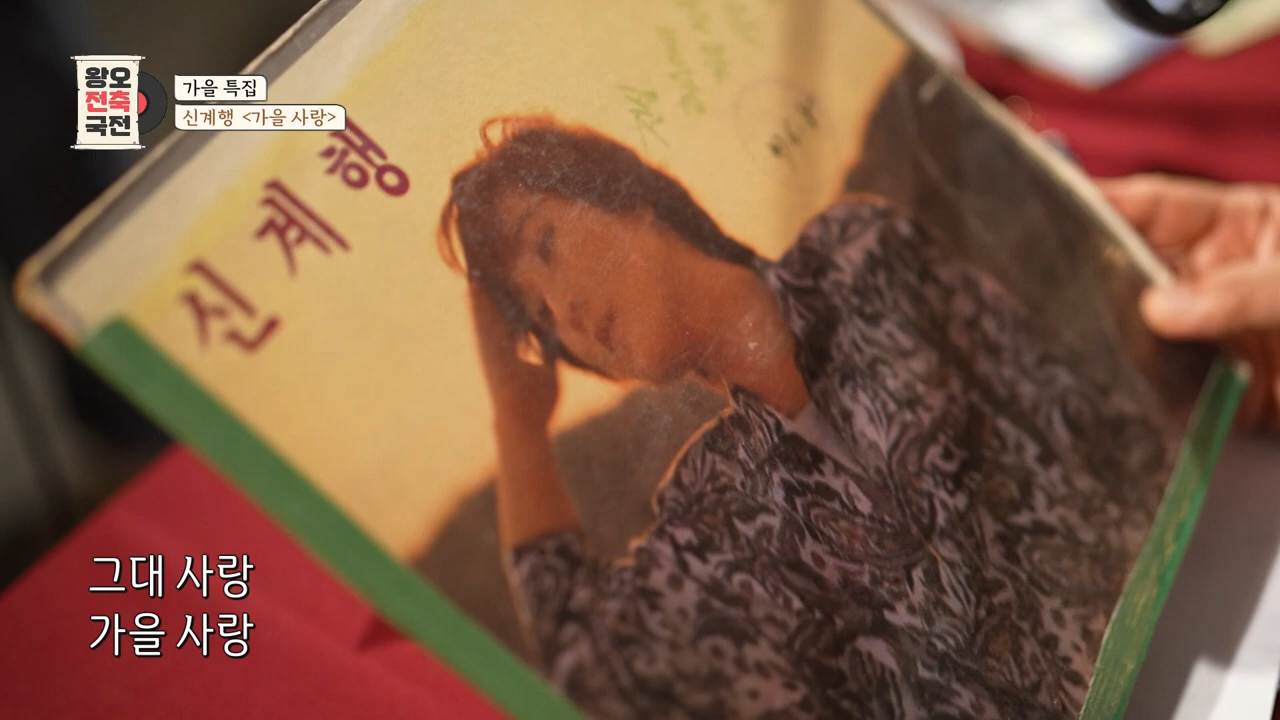 왕오
전축
국전
가을 특집
신계행 <가을 사랑>
신계행
그대 사랑
가을 사랑